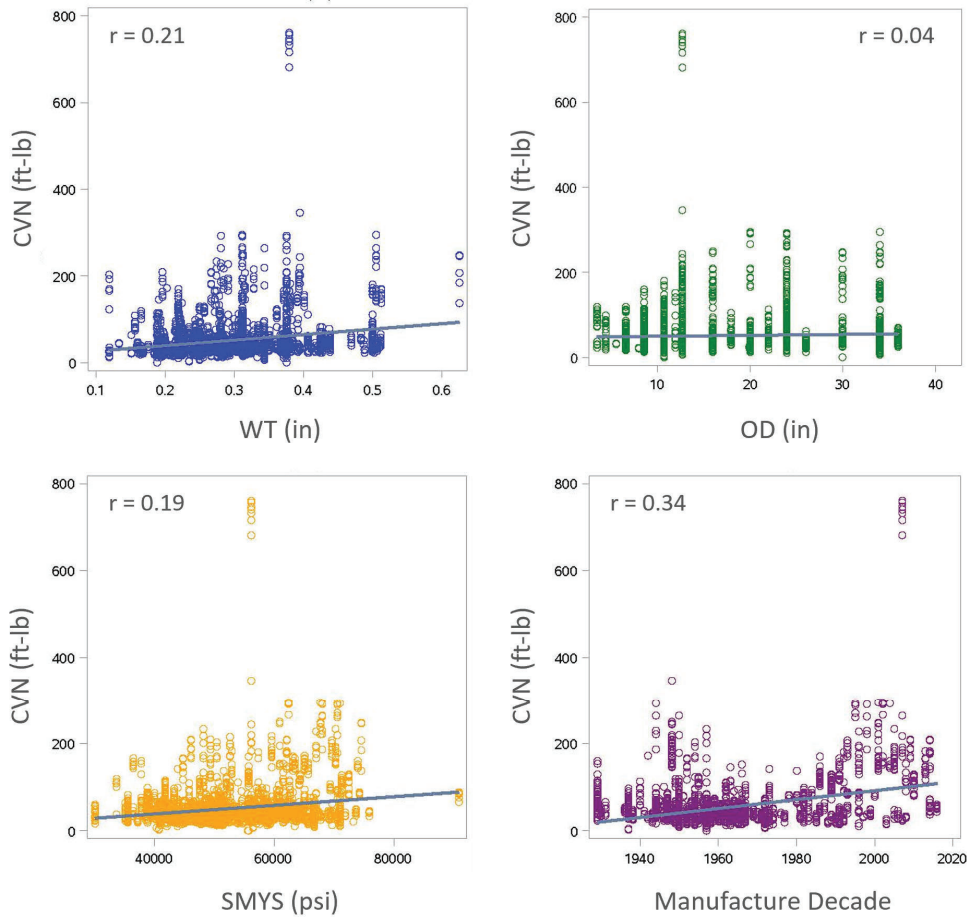 800
r = 0.21
600
400
200
0
CVN (ft-lb)
0.1 0.2 0.3 0.4 0.5 0.6
WT (in)
800
r = 0.04
600
400
200
0
CVN (ft-lb)
10 20 30 40
OD (in)
800
r = 0.19
600
400
200
0
CVN (ft-lb)
40000 60000 80000
SMYS (psi)
800
r = 0.34
600
400
200
0
CVN (ft-lb)
1940 1960 1980 2000 2020
Manufacture Decade